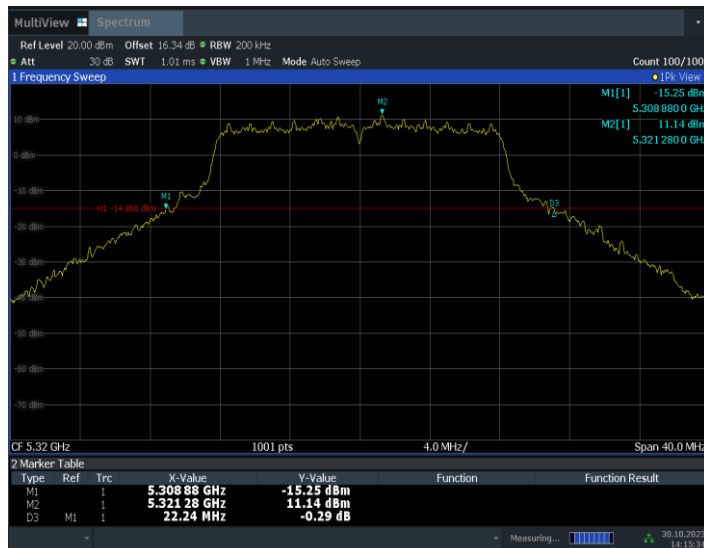 MultiView Spectrum
Ref Level 20.00 dBm Offset 16.34 dB RBW 200 kHz
Att 30 dB SWT 1.01 ms VBW 1 MHz Mode Auto Sweep Count 100/100
1 Frequency Sweep 1Pk View
M1[1] -15.25 dBm
5.308 880 0 GHz
M2[1] 11.14 dBm
5.321 280 0 GHz
M2
10 dBm
0 dBm
-10 dBm
M1
H1 -14.860 dBm
D3
-20 dBm
-30 dBm
-40 dBm
-50 dBm
-60 dBm
-70 dBm
CF 5.32 GHz 1001 pts 4.0 MHz/ Span 40.0 MHz
2 Marker Table
Type Ref Trc X-Value Y-Value Function Function Result
M1 1 5.308 88 GHz -15.25 dBm
M2 1 5.321 28 GHz 11.14 dBm
D3 M1 1 22.24 MHz -0.29 dB
Measuring... 30.10.2023
14:15:34